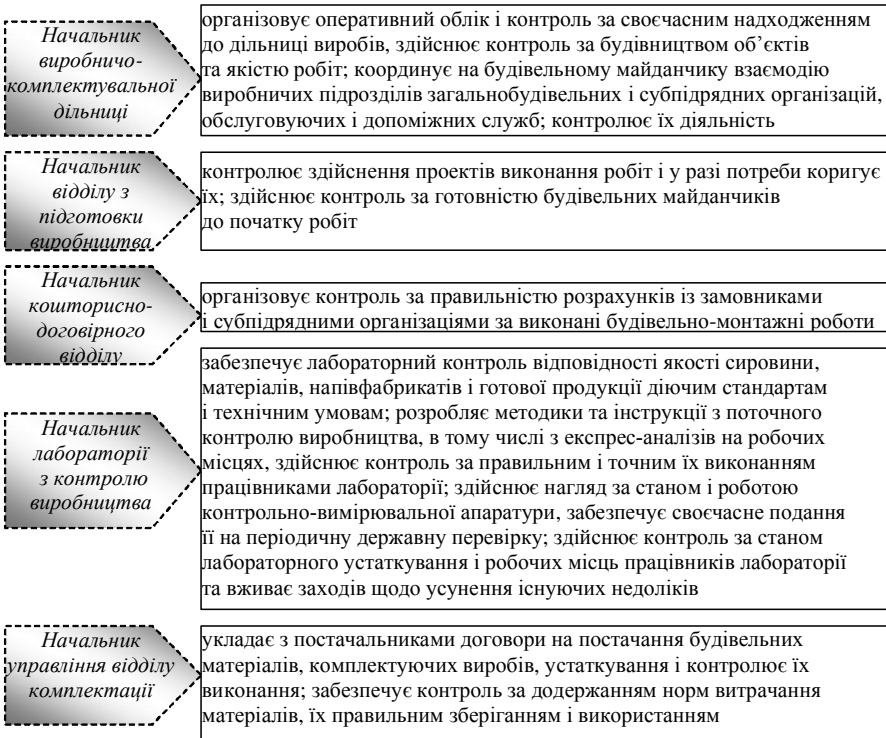 Начальник
виробничо-
комплектувальної
дільниці
організовує оперативний облік і контроль за своєчасним надходженням
до дільниці виробів, здійснює контроль за будівництвом об’єктів
та якістю робіт; координує на будівельному майданчику взаємодію
виробничих підрозділів загальнобудівельних і субпідрядних організацій,
обслуговуючих і допоміжних служб; контролює їх діяльність
Начальник
відділу з
підготовки
виробництва
контролює здійснення проектів виконання робіт і у разі потреби коригує
їх; здійснює контроль за готовністю будівельних майданчиків
до початку робіт
Начальник
кошторисно-
договірного
відділу
організовує контроль за правильністю розрахунків із замовниками
і субпідрядними організаціями за виконані будівельно-монтажні роботи
Начальник
лабораторії
з контролю
виробництва
забезпечує лабораторний контроль відповідності якості сировини,
матеріалів, напівфабрикатів і готової продукції діючим стандартам
і технічним умовам; розробляє методики та інструкції з поточного
контролю виробництва, в тому числі з експрес-аналізів на робочих
місцях, здійснює контроль за правильним і точним їх виконанням
працівниками лабораторії; здійснює нагляд за станом і роботою
контрольно-вимірювальної апаратури, забезпечує своєчасне подання
її на періодичну державну перевірку; здійснює контроль за станом
лабораторного устаткування і робочих місць працівників лабораторії
та вживає заходів щодо усунення існуючих недоліків
Начальник
управління відділу
комплектації
укладає з постачальниками договори на постачання будівельних
матеріалів, комплектуючих виробів, устаткування і контролює їх
виконання; забезпечує контроль за додержанням норм витрачання
матеріалів, їх правильним зберіганням і використанням